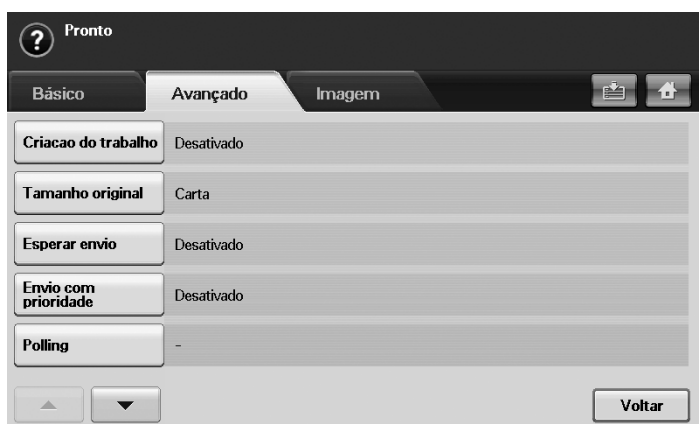 ?
Pronto
Básico Avançado Imagem
Criacao do trabalho Desativado
Tamanho original Carta
Esperar envio Desativado
Envio com
prioridade Desativado
Polling -
Voltar